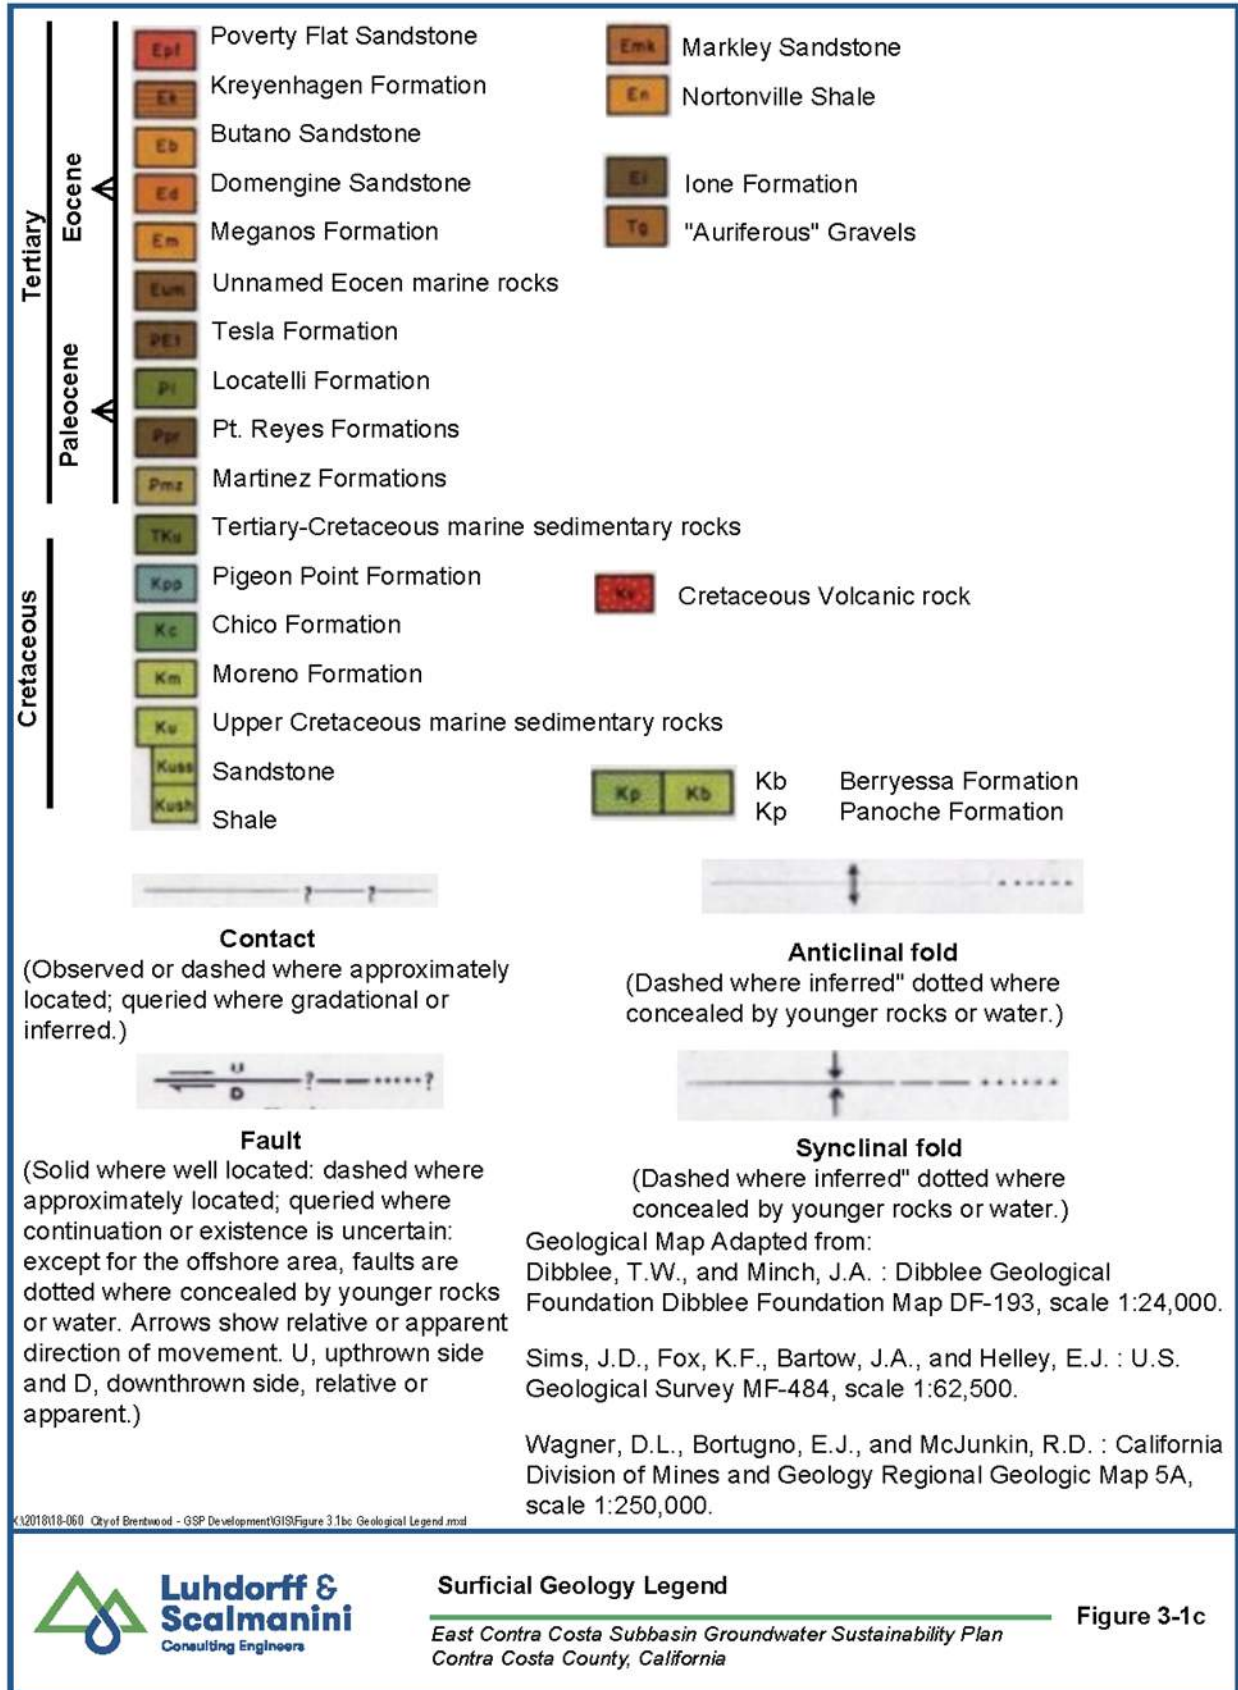 Tertiary
Eocene
Paleocene
Cretaceous
Epf Poverty Flat Sandstone
Ek Kreyenhagen Formation
Eb Butano Sandstone
Ed Domengine Sandstone
Em Meganos Formation
Eum Unnamed Eocen marine rocks
PEt Tesla Formation
Pl Locatelli Formation
Ppr Pt. Reyes Formations
Pmz Martinez Formations
TKu Tertiary-Cretaceous marine sedimentary rocks
Kpp Pigeon Point Formation
Kc Chico Formation
Km Moreno Formation
Ku Upper Cretaceous marine sedimentary rocks
Kuss Sandstone
Kush Shale
Emk Markley Sandstone
En Nortonville Shale
Ei Ione Formation
Tg "Auriferous" Gravels
Kv Cretaceous Volcanic rock
Kp Kb
Kb Berryessa Formation
Kp Panoche Formation
? ?
Contact
(Observed or dashed where approximately
located; queried where gradational or
inferred.)
U
? ?
D
Fault
(Solid where well located: dashed where
approximately located; queried where
continuation or existence is uncertain:
except for the offshore area, faults are
dotted where concealed by younger rocks
or water. Arrows show relative or apparent
direction of movement. U, upthrown side
and D, downthrown side, relative or
apparent.)
Anticlinal fold
(Dashed where inferred" dotted where
concealed by younger rocks or water.)
Synclinal fold
(Dashed where inferred" dotted where
concealed by younger rocks or water.)
Geological Map Adapted from:
Dibblee, T.W., and Minch, J.A. : Dibblee Geological
Foundation Dibblee Foundation Map DF-193, scale 1:24,000.
Sims, J.D., Fox, K.F., Bartow, J.A., and Helley, E.J. : U.S.
Geological Survey MF-484, scale 1:62,500.
Wagner, D.L., Bortugno, E.J., and McJunkin, R.D. : California
Division of Mines and Geology Regional Geologic Map 5A,
scale 1:250,000.
X:\2018\18-060 City of Brentwood - GSP Development\GIS\Figure 3.1bc Geological Legend.mxd
Luhdorff &
Scalmanini
Consulting Engineers
Surficial Geology Legend
East Contra Costa Subbasin Groundwater Sustainability Plan
Contra Costa County, California
Figure 3-1c